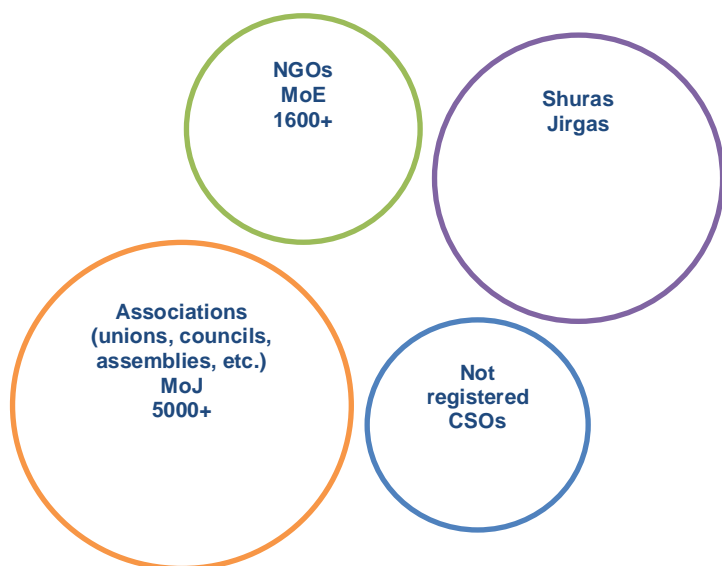 NGOs
MoE
1600+
Shuras
Jirgas
Associations
(unions, councils,
assemblies, etc.)
MoJ
5000+
Not
registered
CSOs